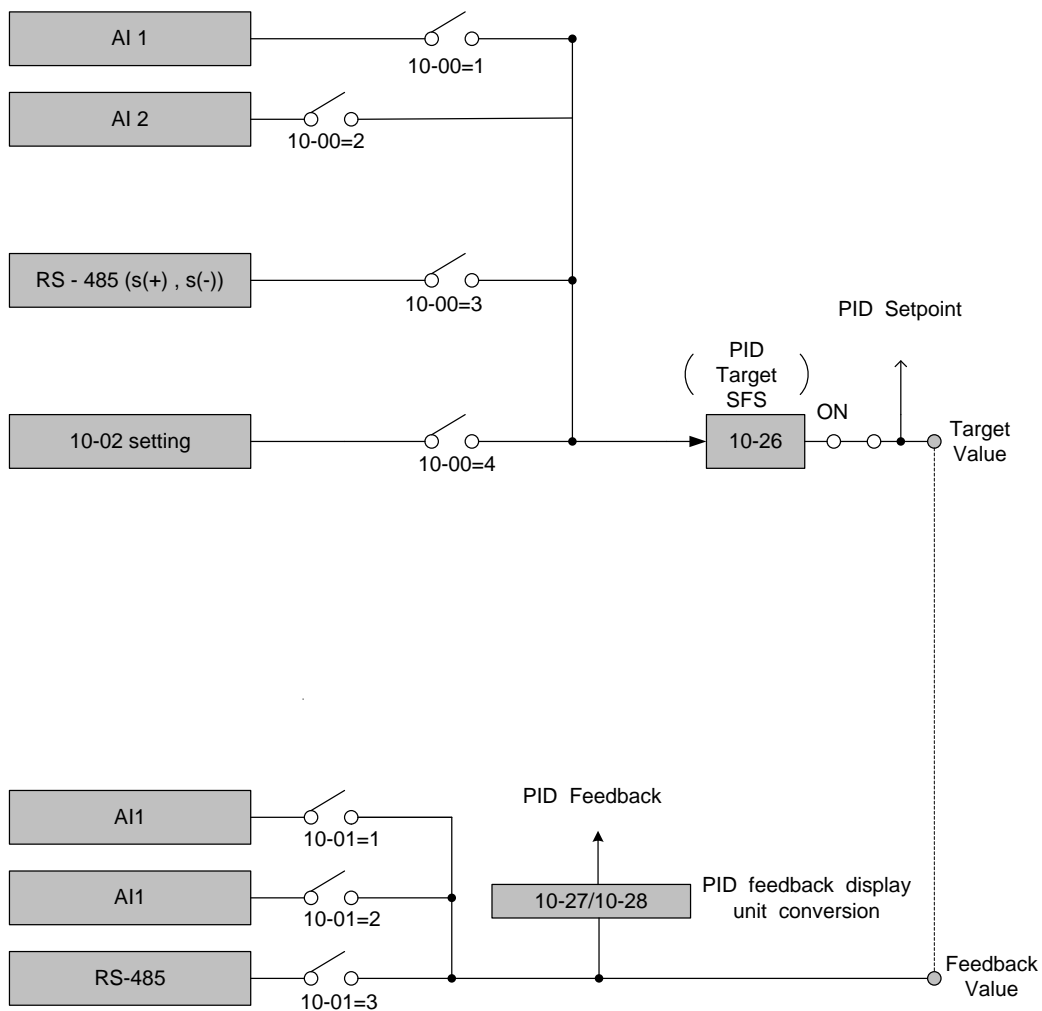 AI 1
10-00=1
AI 2
10-00=2
RS - 485 (s(+) , s(-))
10-00=3
PID Setpoint
( PID
Target
SFS )
10-02 setting
10-00=4
10-26
ON
Target
Value
AI1
10-01=1
PID Feedback
AI1
10-01=2
10-27/10-28
PID feedback display
unit conversion
RS-485
10-01=3
Feedback
Value